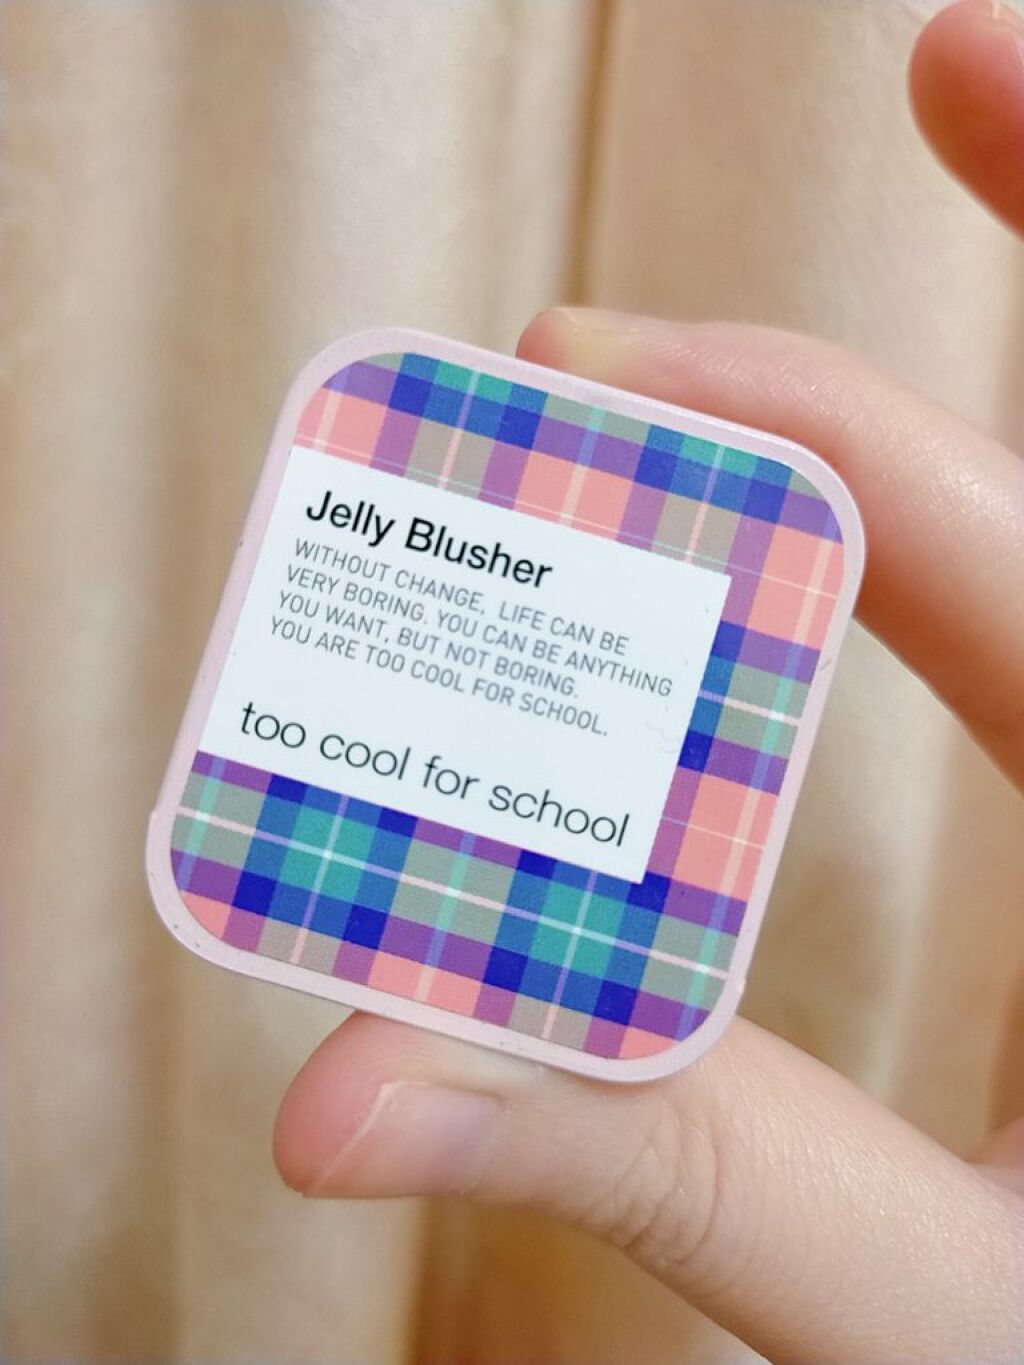 Jelly Blusher
WITHOUT CHANGE, LIFE CAN BE
VERY BORING. YOU CAN BE ANYTHING
YOU WANT, BUT NOT BORING.
YOU ARE TOO COOL FOR SCHOOL.
too cool for school